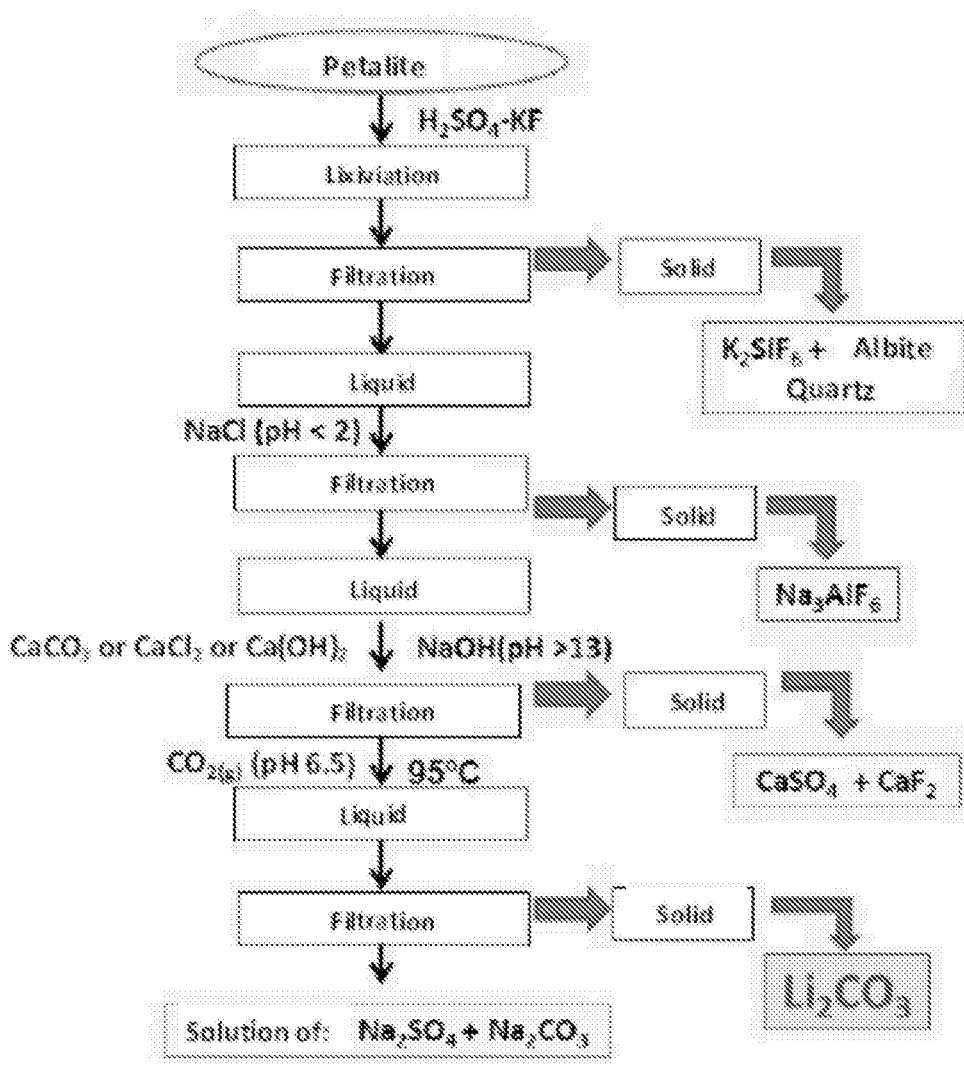 Petalite
H₂SO₄-KF
Lixiviation
Filtration
Solid
K₂SiF₆ + Albite
Quartz
Liquid
NaCl (pH < 2)
Filtration
Solid
Na₃AlF₆
Liquid
CaCO₃ or CaCl₂ or Ca(OH)₂
NaOH(pH >13)
Filtration
Solid
CaSO₄ + CaF₂
CO₂₍g₎ (pH 6.5)
95°C
Liquid
Filtration
Solid
Li₂CO₃
Solution of: Na₂SO₄ + Na₂CO₃